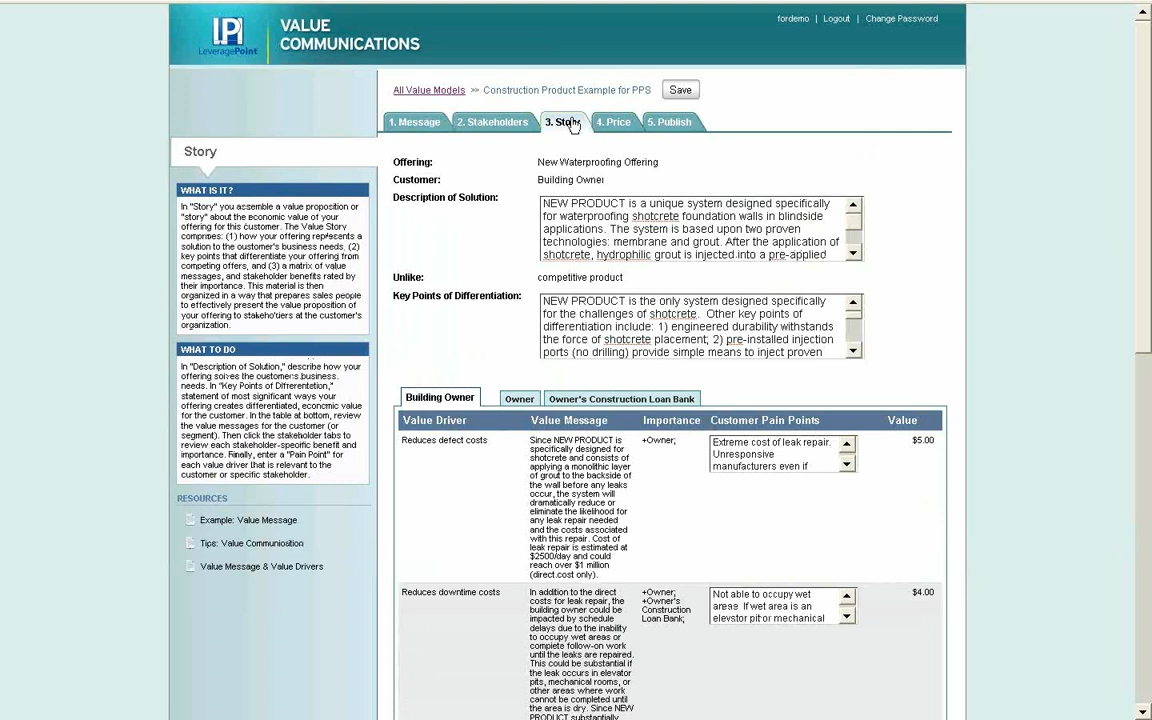 LeveragePoint
VALUE
COMMUNICATIONS
fordemo | Logout | Change Password
All Value Models >> Construction Product Example for PPS Save
1. Message 2. Stakeholders 3. Story 4. Price 5. Publish
Story
WHAT IS IT?
In "Story" you assemble a value proposition or
"story" about the economic value of your
offering for this customer. The Value Story
comprises: (1) how your offering represents a
solution to the customer's business needs, (2)
key points that differentiate your offering from
competing offers, and (3) a matrix of value
messages, and stakeholder benefits rated by
their importance. This material is then
organized in a way that prepares sales people
to effectively present the value proposition of
your offering to stakeholders at the customer's
organization.
WHAT TO DO
In "Description of Solution," describe how your
offering solves the customers business
needs. In "Key Points of Differentation,"
statement of most significant ways your
offering creates differentiated, economic value
for the customer. In the table at bottom, review
the value messages for the customer (or
segment). Then click the stakeholder tabs to
review each stakeholder-specific benefit and
importance. Finally, enter a "Pain Point" for
each value driver that is relevant to the
customer or specific stakeholder.
RESOURCES
Example: Value Message
Tips: Value Communication
Value Message & Value Drivers
Offering: New Waterproofing Offering
Customer: Building Owner
Description of Solution:
NEW PRODUCT is a unique system designed specifically
for waterproofing shotcrete foundation walls in blindside
applications. The system is based upon two proven
technologies: membrane and grout. After the application of
shotcrete, hydrophilic grout is injected into a pre-applied
Unlike: competitive product
Key Points of Differentiation:
NEW PRODUCT is the only system designed specifically
for the challenges of shotcrete. Other key points of
differentiation include: 1) engineered durability withstands
the force of shotcrete placement; 2) pre-installed injection
ports (no drilling) provide simple means to inject proven
Building Owner Owner Owner's Construction Loan Bank
Value Driver Value Message Importance Customer Pain Points Value
Reduces defect costs
Since NEW PRODUCT is
specifically designed for
shotcrete and consists of
applying a monolithic layer
of grout to the backside of
the wall before any leaks
occur, the system will
dramatically reduce or
eliminate the likelihood for
any leak repair needed
and the costs associated
with this repair. Cost of
leak repair is estimated at
$2500/day and could
reach over $1 million
(direct cost only).
+Owner;
Extreme cost of leak repair.
Unresponsive
manufacturers even if
$5.00
Reduces downtime costs
In addition to the direct
costs for leak repair, the
building owner could be
impacted by schedule
delays due to the inability
to occupy wet areas or
complete follow-on work
until the leaks are repaired.
This could be substantial if
the leak occurs in elevator
pits, mechanical rooms, or
other areas where work
cannot be completed until
the area is dry. Since NEW
PRODUCT substantially
+Owner;
+Owner's
Construction
Loan Bank;
Not able to occupy wet
areas. If wet area is an
elevator pit or mechanical
$4.00